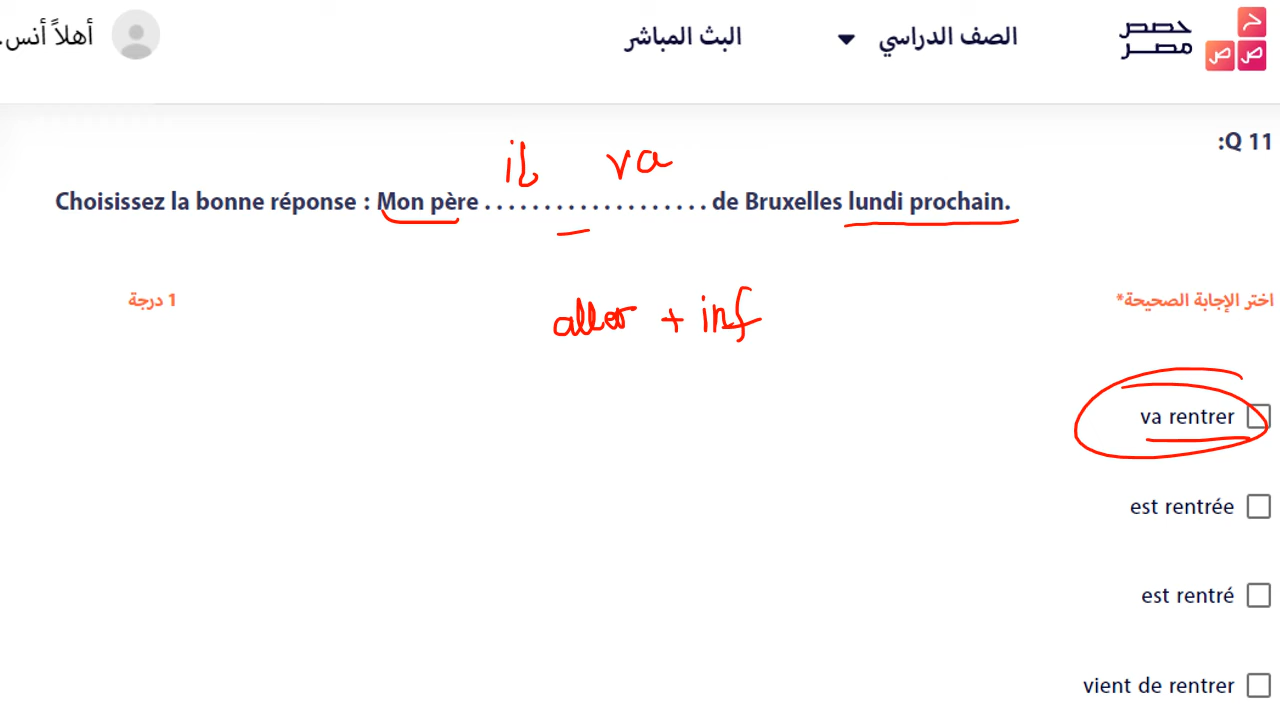 أهلاً أنس.
البث المباشر
الصف الدراسي
حصص
مصر
ح
ص ص
:Q 11
il va
Choisissez la bonne réponse : Mon père . . . . . . . . . . . . . . . . . . . de Bruxelles lundi prochain.
اختر الإجابة الصحيحة*
1 درجة
aller + inf
va rentrer
est rentrée
est rentré
vient de rentrer